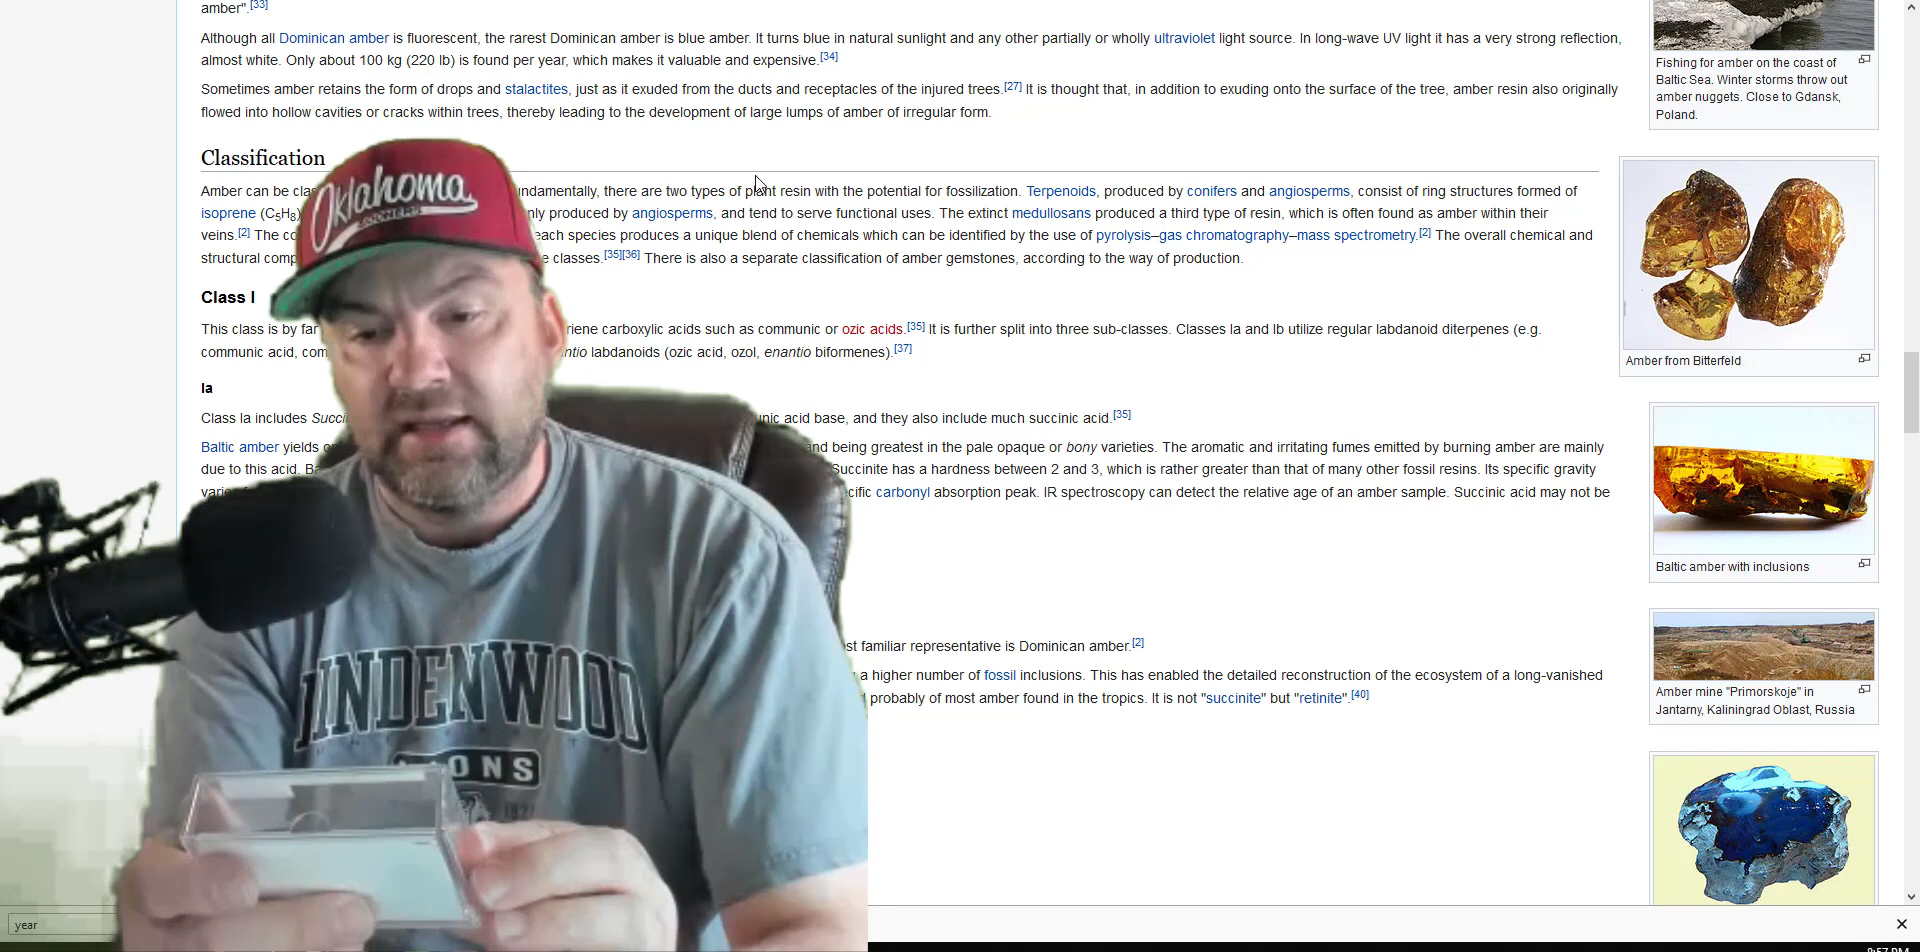 amber".[33]
Although all Dominican amber is fluorescent, the rarest Dominican amber is blue amber. It turns blue in natural sunlight and any other partially or wholly ultraviolet light source. In long-wave UV light it has a very strong reflection,
almost white. Only about 100 kg (220 lb) is found per year, which makes it valuable and expensive.[34]
Sometimes amber retains the form of drops and stalactites, just as it exuded from the ducts and receptacles of the injured trees.[27] It is thought that, in addition to exuding onto the surface of the tree, amber resin also originally
flowed into hollow cavities or cracks within trees, thereby leading to the development of large lumps of amber of irregular form.
Classification
Amber can be
there are two types of plant resin with the potential for fossilization. Terpenoids, produced by conifers and angiosperms, consist of ring structures formed of
isoprene (C5H8)
produced by angiosperms, and tend to serve functional uses. The extinct medullosans produced a third type of resin, which is often found as amber within their
veins.[2] The
each species produces a unique blend of chemicals which can be identified by the use of pyrolysis–gas chromatography–mass spectrometry.[2] The overall chemical and
structural
classes.[35][36] There is also a separate classification of amber gemstones, according to the way of production.
Class I
This class is by far
carboxylic acids such as communic or ozic acids.[35] It is further split into three sub-classes. Classes Ia and Ib utilize regular labdanoid diterpenes (e.g.
communic acid,
labdanoids (ozic acid, ozol, enantio biformenes).[37]
Ia
Class Ia includes
acid base, and they also include much succinic acid.[35]
Baltic amber yields
and being greatest in the pale opaque or bony varieties. The aromatic and irritating fumes emitted by burning amber are mainly
due to this acid.
Succinite has a hardness between 2 and 3, which is rather greater than that of many other fossil resins. Its specific gravity
carbonyl absorption peak. IR spectroscopy can detect the relative age of an amber sample. Succinic acid may not be
familiar representative is Dominican amber.[2]
a higher number of fossil inclusions. This has enabled the detailed reconstruction of the ecosystem of a long-vanished
probably of most amber found in the tropics. It is not "succinite" but "retinite".[40]
Fishing for amber on the coast of
Baltic Sea. Winter storms throw out
amber nuggets. Close to Gdansk,
Poland.
Amber from Bitterfeld
Baltic amber with inclusions
Amber mine "Primorskoje" in
Jantarny, Kaliningrad Oblast, Russia
Oklahoma
SOONERS
LINDENWOOD
year
8:57 PM